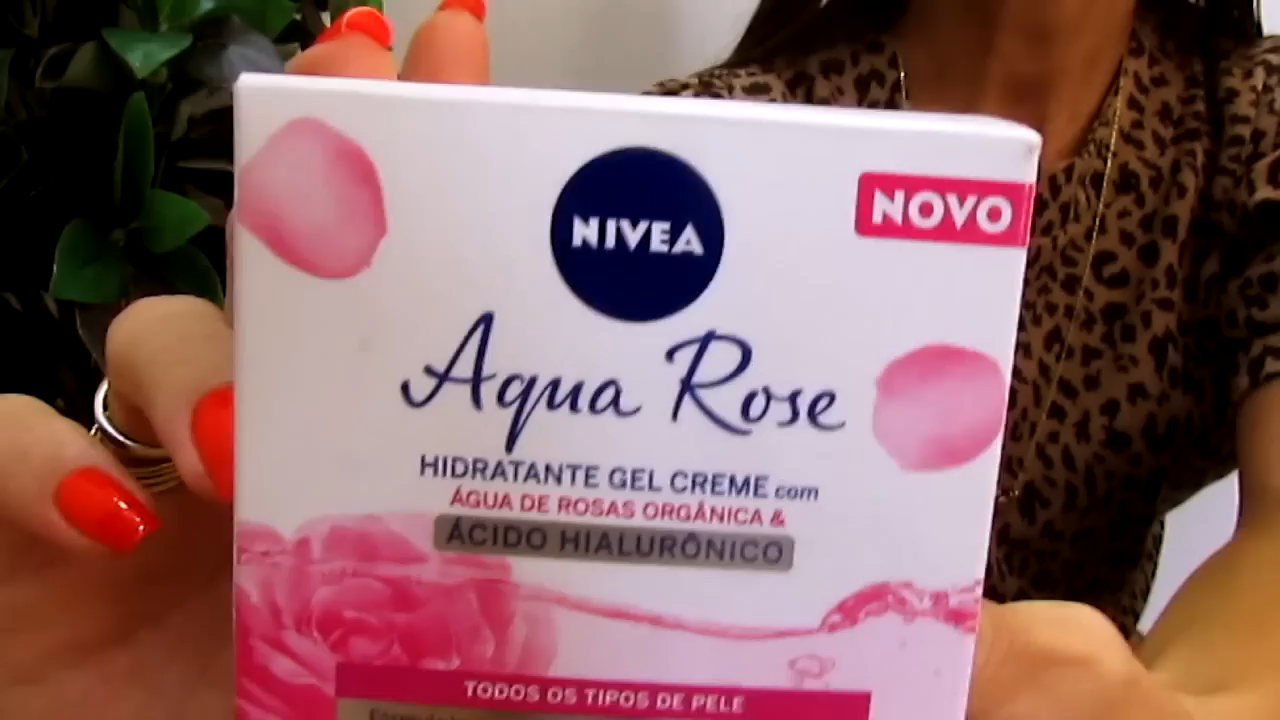 NIVEA
NOVO
Aqua Rose
HIDRATANTE GEL CREME com
ÁGUA DE ROSAS ORGÂNICA &
ÁCIDO HIALURÔNICO
TODOS OS TIPOS DE PELE